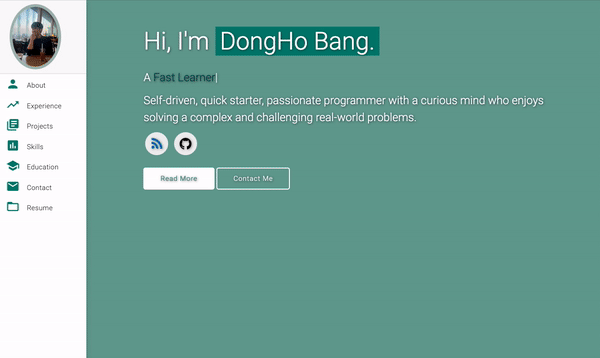 About
Experience
Projects
Skills
Education
Contact
Resume
Hi, I'm DongHo Bang.
A Fast Learner|
Self-driven, quick starter, passionate programmer with a curious mind who enjoys
solving a complex and challenging real-world problems.
Read More
Contact Me